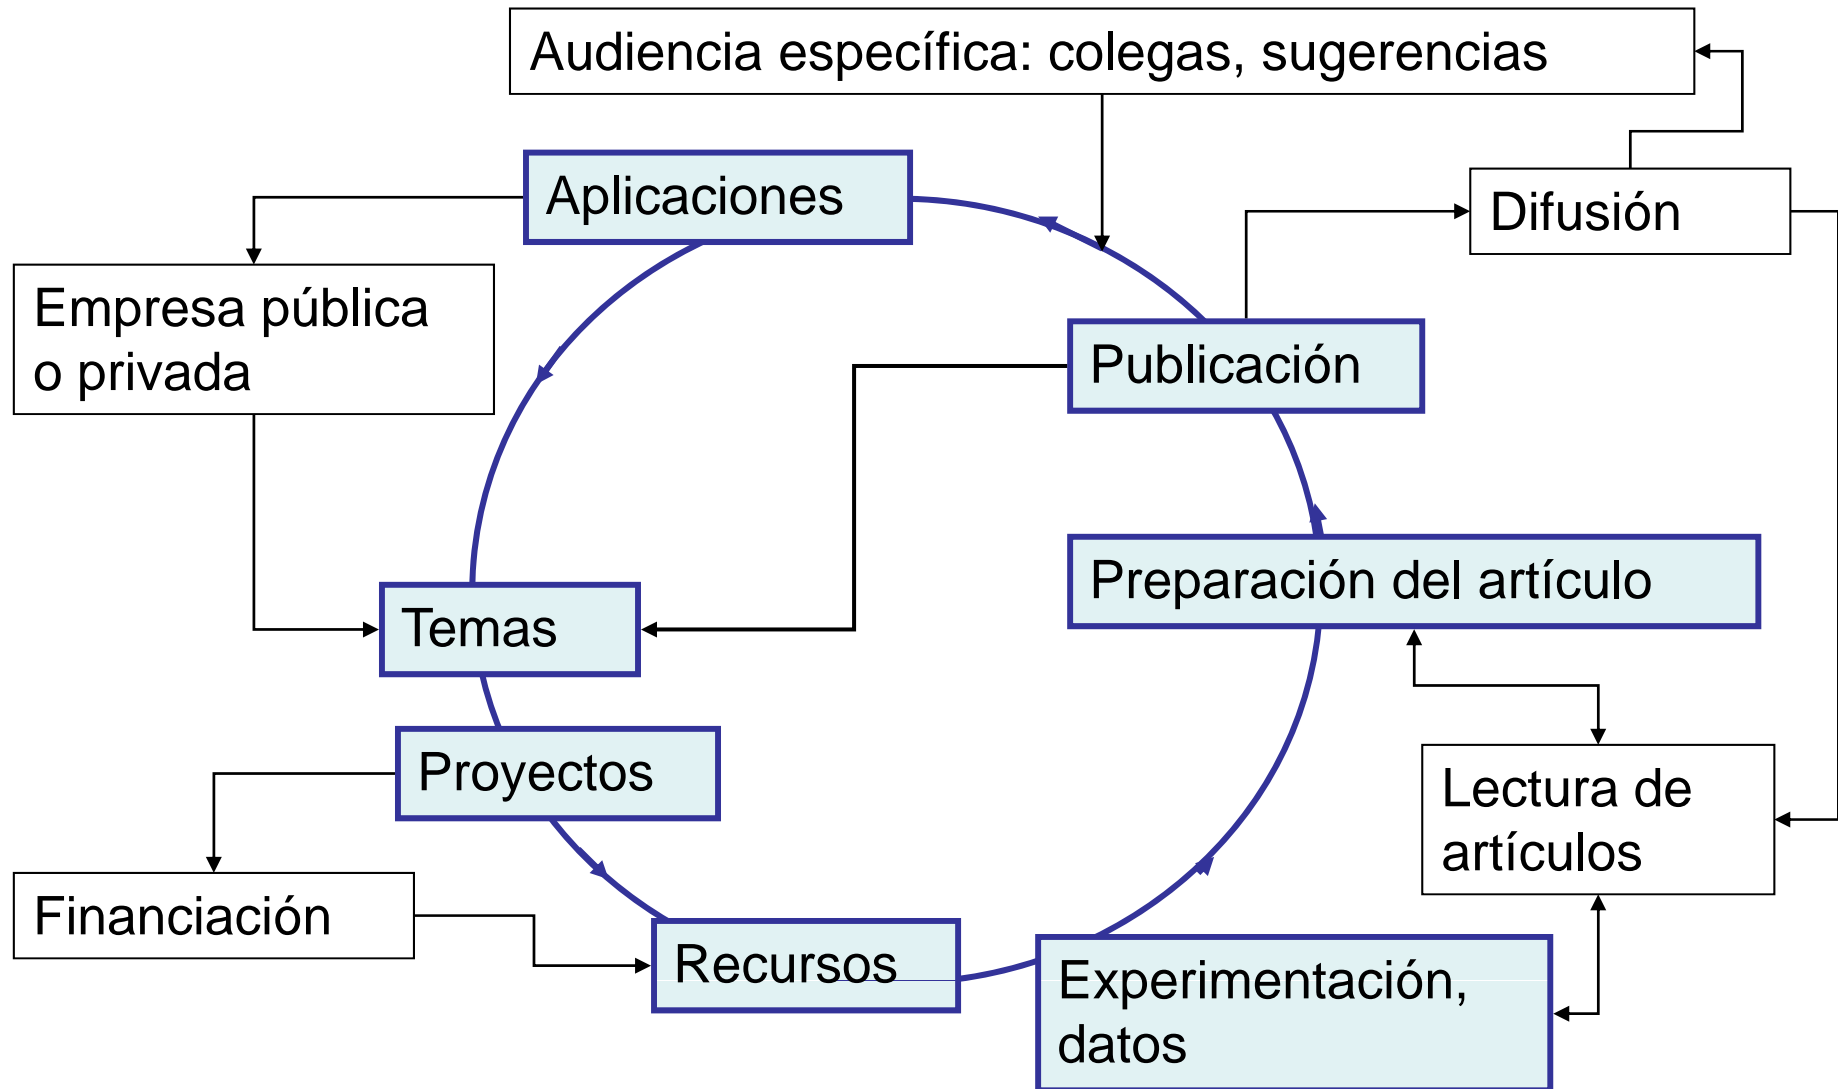 Audiencia específica: colegas, sugerencias
Aplicaciones
Difusión
Empresa pública
o privada
Publicación
Preparación del artículo
Temas
Proyectos
Lectura de
artículos
Financiación
Recursos
Experimentación,
datos